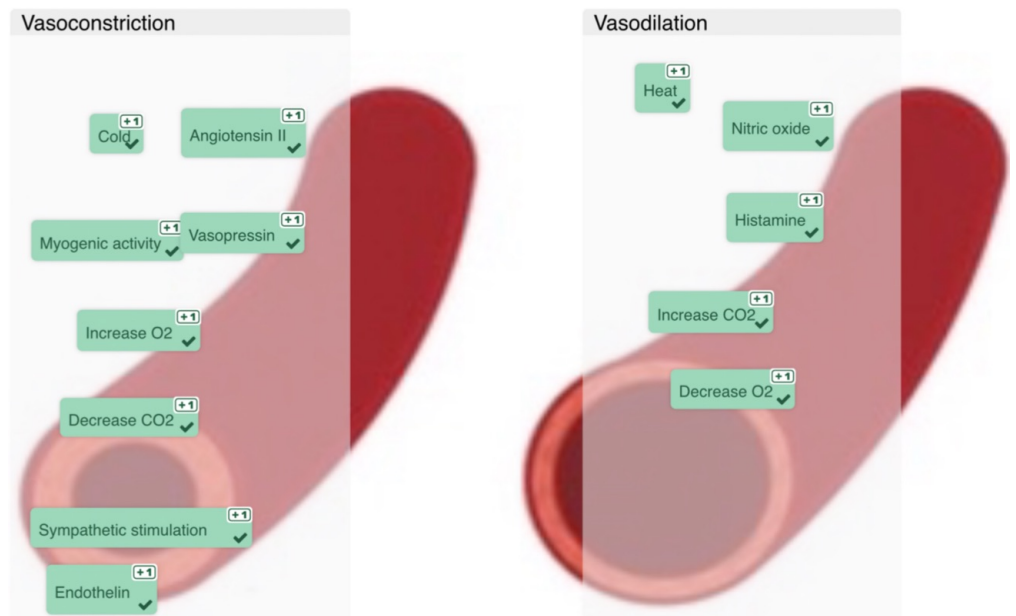 Vasoconstriction
+1
Cold
+1
Angiotensin II
+1
Myogenic activity
+1
Vasopressin
+1
Increase O2
+1
Decrease CO2
+1
Sympathetic stimulation
+1
Endothelin
Vasodilation
+1
Heat
+1
Nitric oxide
+1
Histamine
+1
Increase CO2
+1
Decrease O2